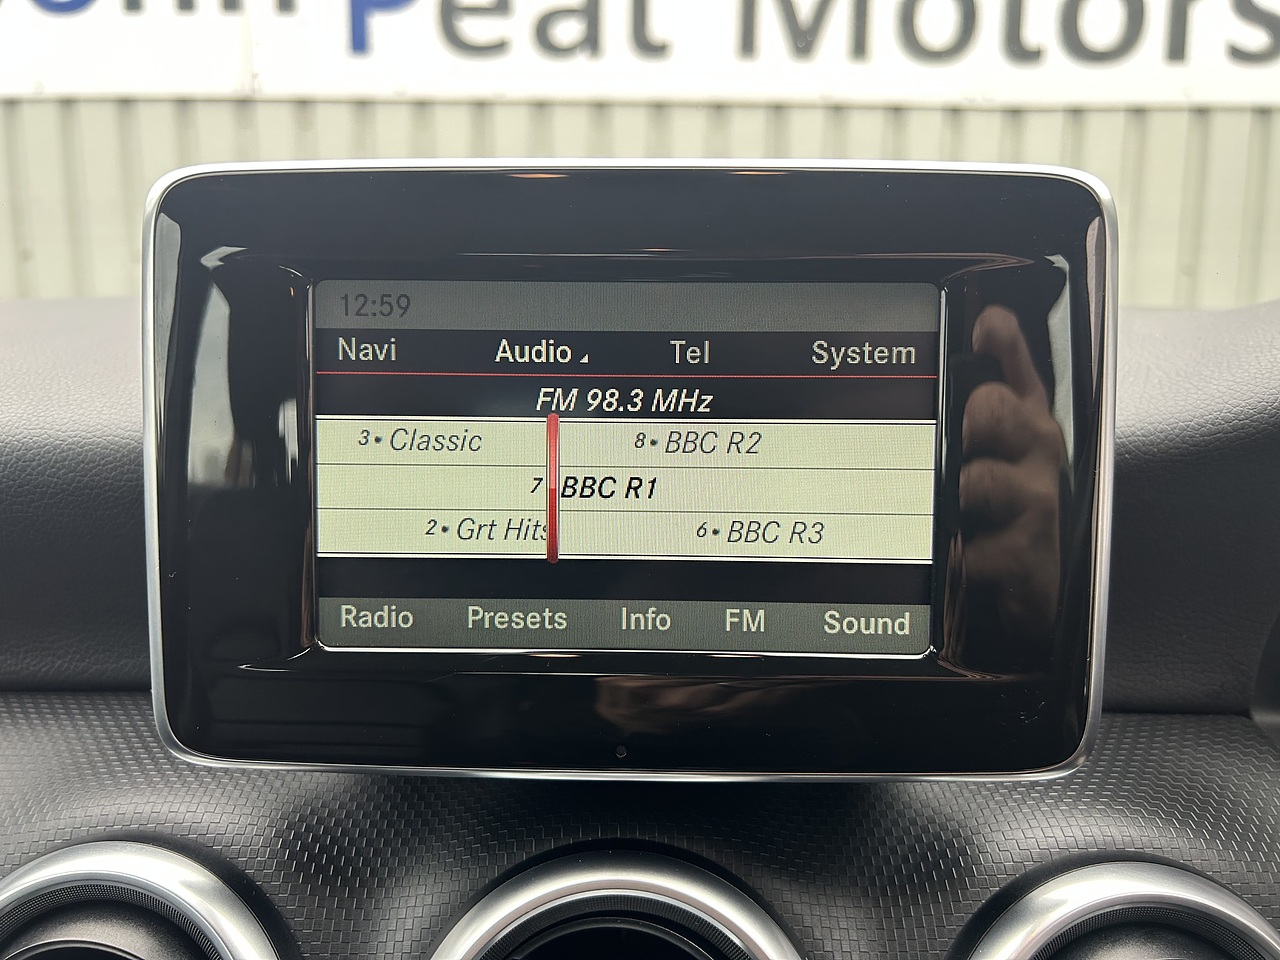 Peat Motors
12:59
Navi Audio Tel System
FM 98.3 MHz
3• Classic 8• BBC R2
7 BBC R1
2• Grt Hits 6• BBC R3
Radio Presets Info FM Sound